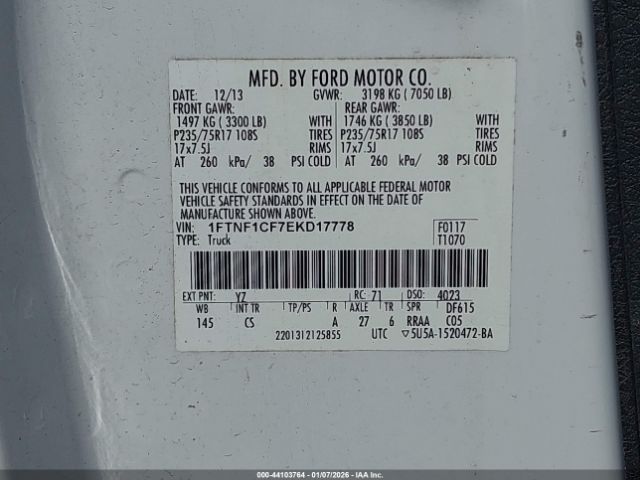 MFD. BY FORD MOTOR CO.
DATE: 12/13 GVWR: 3198 KG ( 7050 LB)
FRONT GAWR: REAR GAWR:
1497 KG ( 3300 LB) WITH 1746 KG ( 3850 LB) WITH
P235/75R17 108S TIRES P235/75R17 108S TIRES
17x7.5J RIMS 17x7.5J RIMS
AT 260 kPa/ 38 PSI COLD AT 260 kPa/ 38 PSI COLD
THIS VEHICLE CONFORMS TO ALL APPLICABLE FEDERAL MOTOR
VEHICLE SAFETY STANDARDS IN EFFECT ON THE DATE OF
MANUFACTURE SHOWN ABOVE.
VIN: 1FTNF1CF7EKD17778 F0117
TYPE: Truck T1070
EXT PNT: YZ RC: 71 DSO: 4023
WB INT TR TP/PS R AXLE TR SPR DF615
145 CS A 27 6 RRAA C05
2201312125855 UTC ▽5U5A-1520472-BA
000-44103764 | 01/07/2026 | IAA Inc.